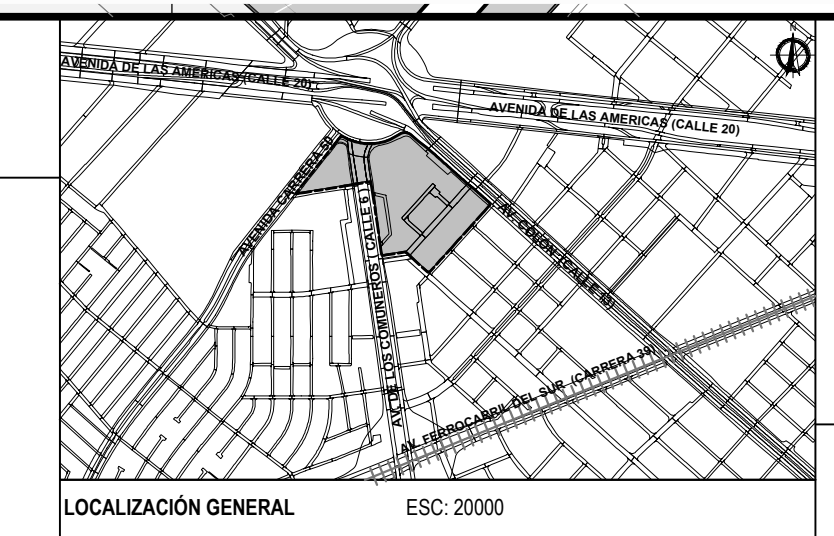 N
AVENIDA DE LAS AMERICAS (CALLE 20)
AVENIDA DE LAS AMERICAS (CALLE 20)
AVENIDA CARRERA 50
AV. COLON (CALLE 13)
AV. DE LOS COMUNEROS ( CALLE 6 )
AV. FERROCARRIL DEL SUR (CARRERA 39)
LOCALIZACIÓN GENERAL ESC: 20000